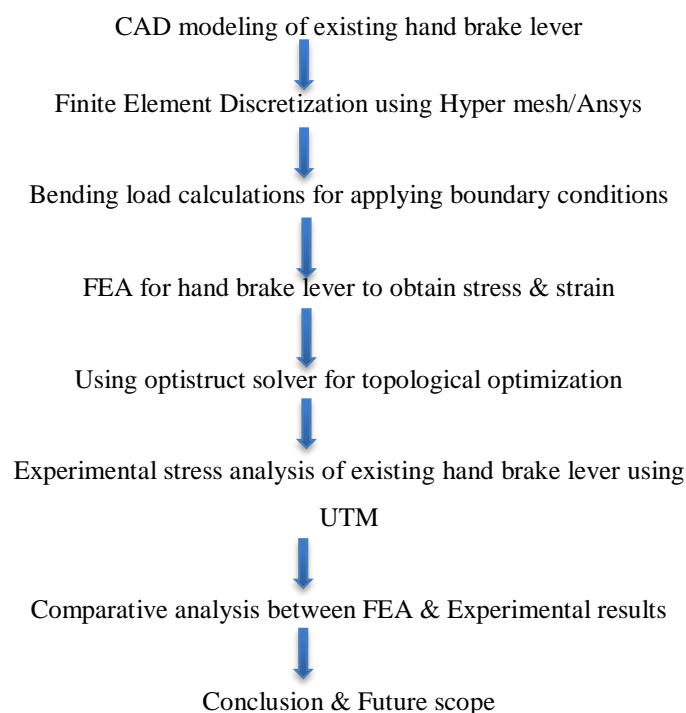 CAD modeling of existing hand brake lever
Finite Element Discretization using Hyper mesh/Ansys
Bending load calculations for applying boundary conditions
FEA for hand brake lever to obtain stress & strain
Using optistruct solver for topological optimization
Experimental stress analysis of existing hand brake lever using
UTM
Comparative analysis between FEA & Experimental results
Conclusion & Future scope